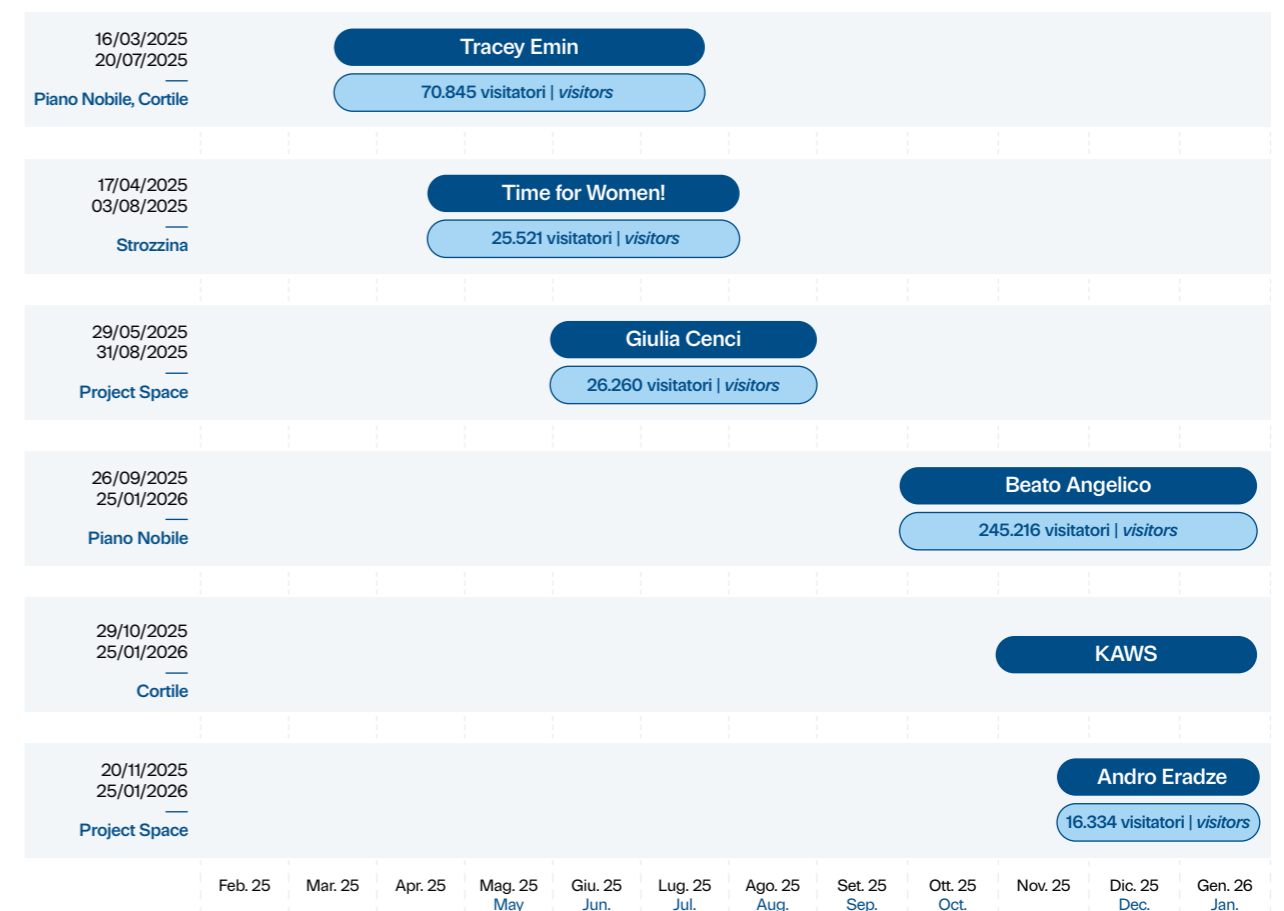 16/03/2025
20/07/2025
Piano Nobile, Cortile
Tracey Emin
70.845 visitatori | visitors
17/04/2025
03/08/2025
Strozzina
Time for Women!
25.521 visitatori | visitors
29/05/2025
31/08/2025
Project Space
Giulia Cenci
26.260 visitatori | visitors
26/09/2025
25/01/2026
Piano Nobile
Beato Angelico
245.216 visitatori | visitors
29/10/2025
25/01/2026
Cortile
KAWS
20/11/2025
25/01/2026
Project Space
Andro Eradze
16.334 visitatori | visitors
Feb. 25 Mar. 25 Apr. 25 Mag. 25 Giu. 25 Lug. 25 Ago. 25 Set. 25 Ott. 25 Nov. 25 Dic. 25 Gen. 26
May Jun. Jul. Aug. Sep. Oct. Dec. Jan.